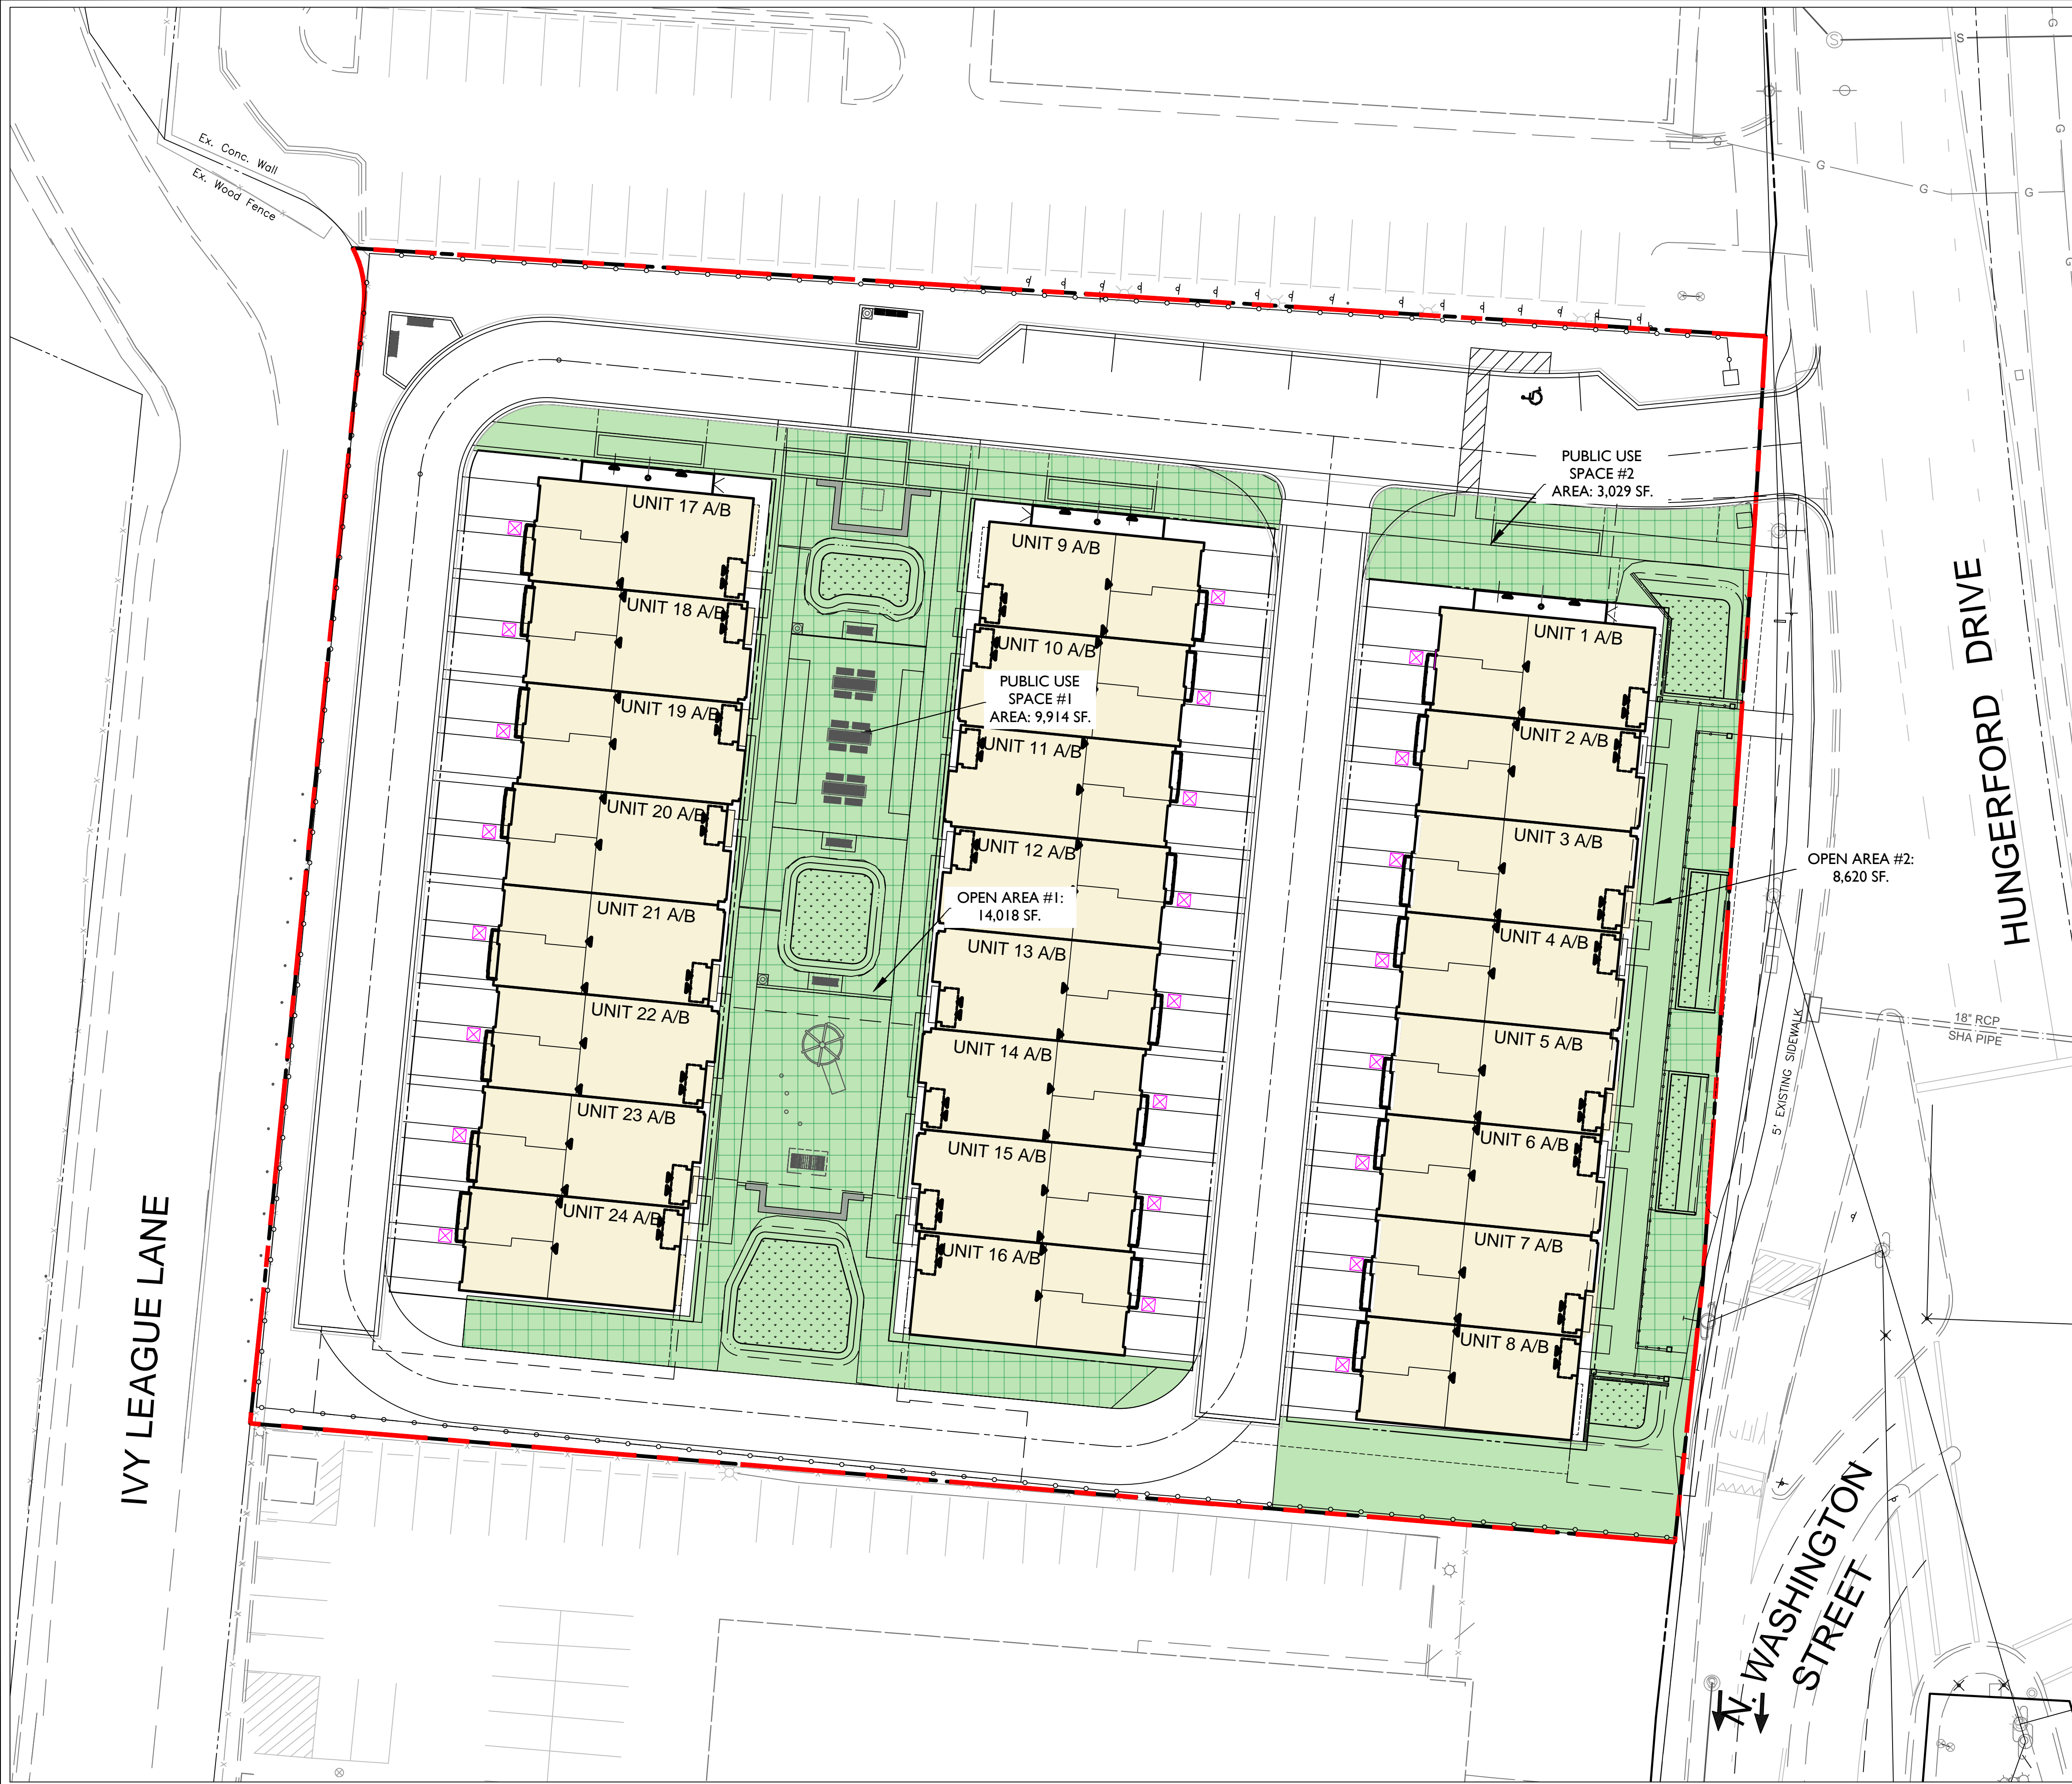 S
S
G
G
G
G
G
G
G
G
Ex. Conc. Wall
Ex. Wood Fence
PUBLIC USE
SPACE #2
AREA: 3,029 SF.
UNIT 17 A/B
UNIT 18 A/B
UNIT 19 A/B
UNIT 20 A/B
UNIT 21 A/B
UNIT 22 A/B
UNIT 23 A/B
UNIT 24 A/B
UNIT 9 A/B
UNIT 10 A/B
PUBLIC USE
SPACE #1
AREA: 9,914 SF.
UNIT 11 A/B
UNIT 12 A/B
OPEN AREA #1:
14,018 SF.
UNIT 13 A/B
UNIT 14 A/B
UNIT 15 A/B
UNIT 16 A/B
UNIT 1 A/B
UNIT 2 A/B
UNIT 3 A/B
UNIT 4 A/B
UNIT 5 A/B
UNIT 6 A/B
UNIT 7 A/B
UNIT 8 A/B
OPEN AREA #2:
8,620 SF.
HUNGERFORD DRIVE
18" RCP
SHA PIPE
5' EXISTING SIDEWALK
IVY LEAGUE LANE
N. WASHINGTON
STREET